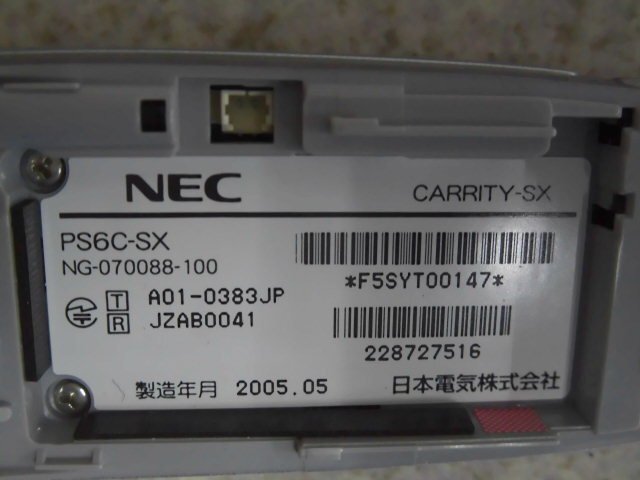 NEC CARRITY-SX
PS6C-SX
NG-070088-100
*F5SYT00147*
T A01-0383JP
R JZAB0041
228727516
製造年月 2005.05 日本電気株式会社